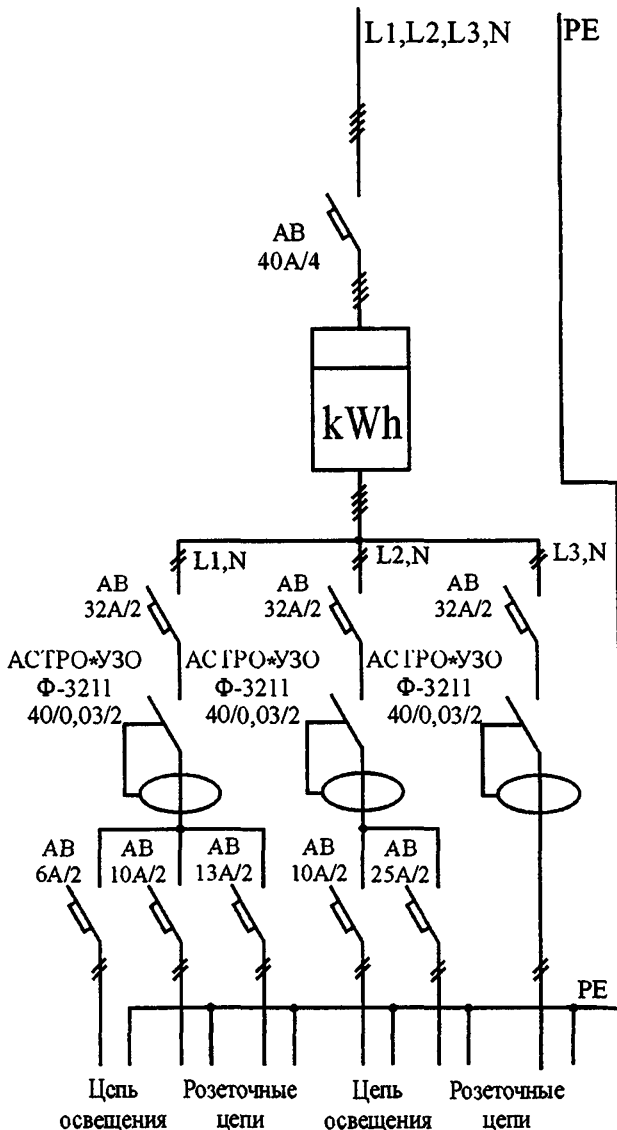 L1,L2,L3,N
PE
АВ
40А/4
kWh
L1,N
L2,N
L3,N
АВ
32А/2
АВ
32А/2
АВ
32А/2
АСТРО*УЗО
Ф-3211
40/0,03/2
АСТРО*УЗО
Ф-3211
40/0,03/2
АСТРО*УЗО
Ф-3211
40/0,03/2
АВ
6А/2
АВ
10А/2
АВ
13А/2
АВ
10А/2
АВ
25А/2
PE
Цепь
освещения
Розеточные
цепи
Цепь
освещения
Розеточные
цепи